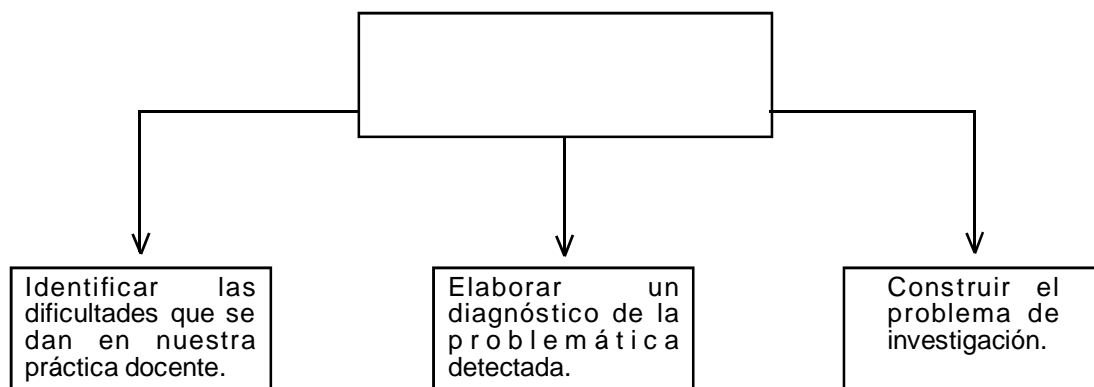 Identificar las
dificultades que se
dan en nuestra
práctica docente.
Elaborar un
diagnóstico de la
problemática
detectada.
Construir el
problema de
investigación.